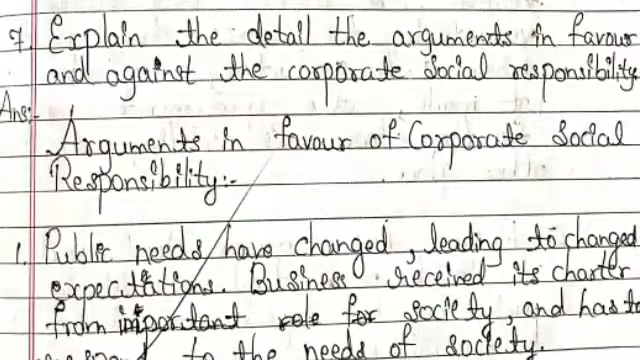 7. Explain the detail the arguments in favour
and against the corporate social responsibility
Ans:-
Arguments in favour of Corporate Social
Responsibility:-
1. Public needs have changed, leading to changed
expectations. Business received its charter
from important role for society, and has to
to the needs of society.